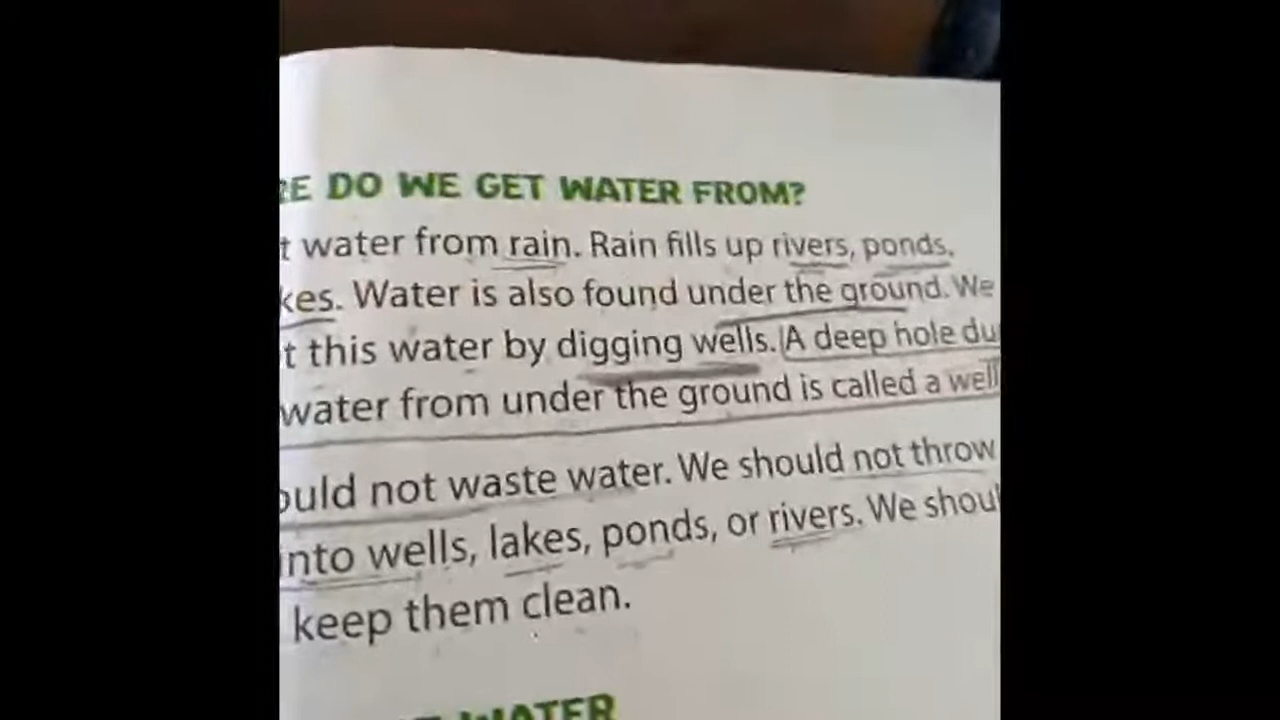 RE DO WE GET WATER FROM?
t water from rain. Rain fills up rivers, ponds,
kes. Water is also found under the ground. We
t this water by digging wells. A deep hole du
water from under the ground is called a well
ould not waste water. We should not throw
into wells, lakes, ponds, or rivers. We shoul
keep them clean.
WATER